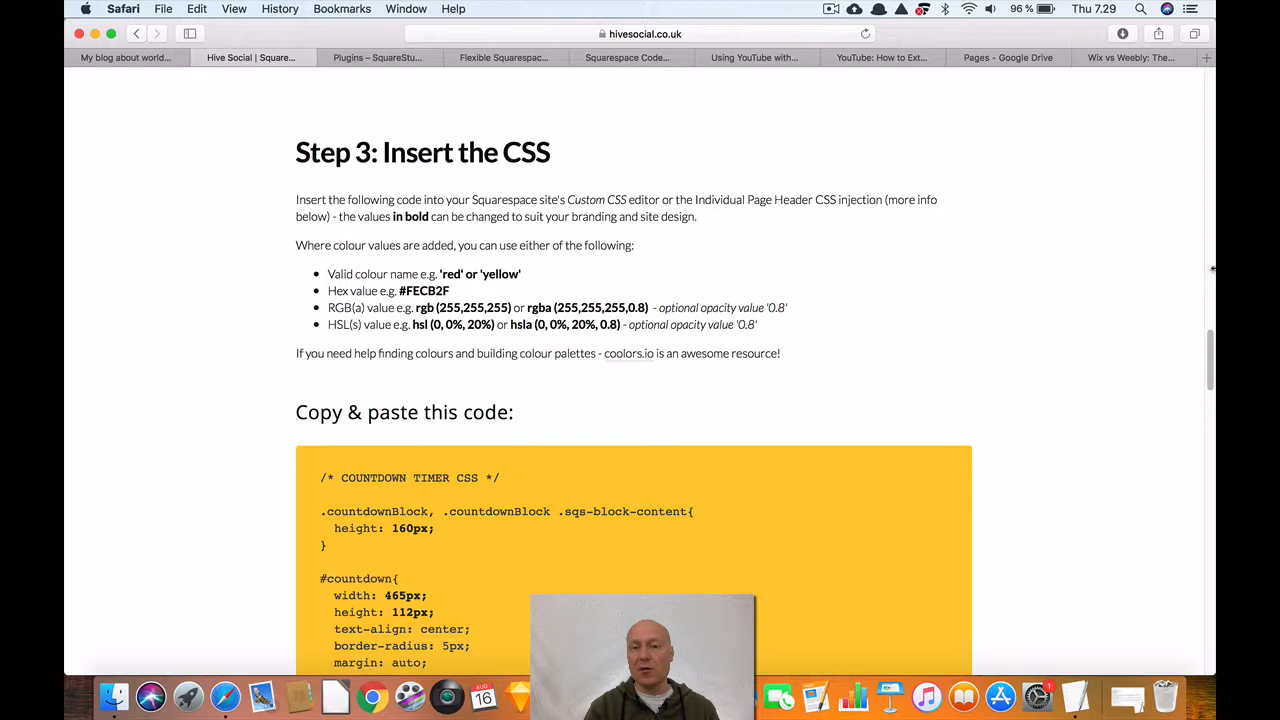 Safari File Edit View History Bookmarks Window Help 96 % Thu 7.29
hivesocial.co.uk
My blog about world... Hive Social | Square... Plugins – SquareStu... Flexible Squarespac... Squarespace Code... Using YouTube with... YouTube: How to Ext... Pages - Google Drive Wix vs Weebly: The...
Step 3: Insert the CSS
Insert the following code into your Squarespace site's Custom CSS editor or the Individual Page Header CSS injection (more info
below) - the values in bold can be changed to suit your branding and site design.
Where colour values are added, you can use either of the following:
• Valid colour name e.g. 'red' or 'yellow'
• Hex value e.g. #FECB2F
• RGB(a) value e.g. rgb (255,255,255) or rgba (255,255,255,0.8) - optional opacity value '0.8'
• HSL(s) value e.g. hsl (0, 0%, 20%) or hsla (0, 0%, 20%, 0.8) - optional opacity value '0.8'
If you need help finding colours and building colour palettes - coolors.io is an awesome resource!
Copy & paste this code:
/* COUNTDOWN TIMER CSS */
.countdownBlock, .countdownBlock .sqs-block-content{
height: 160px;
}
#countdown{
width: 465px;
height: 112px;
text-align: center;
border-radius: 5px;
margin: auto;
AUG
16
1